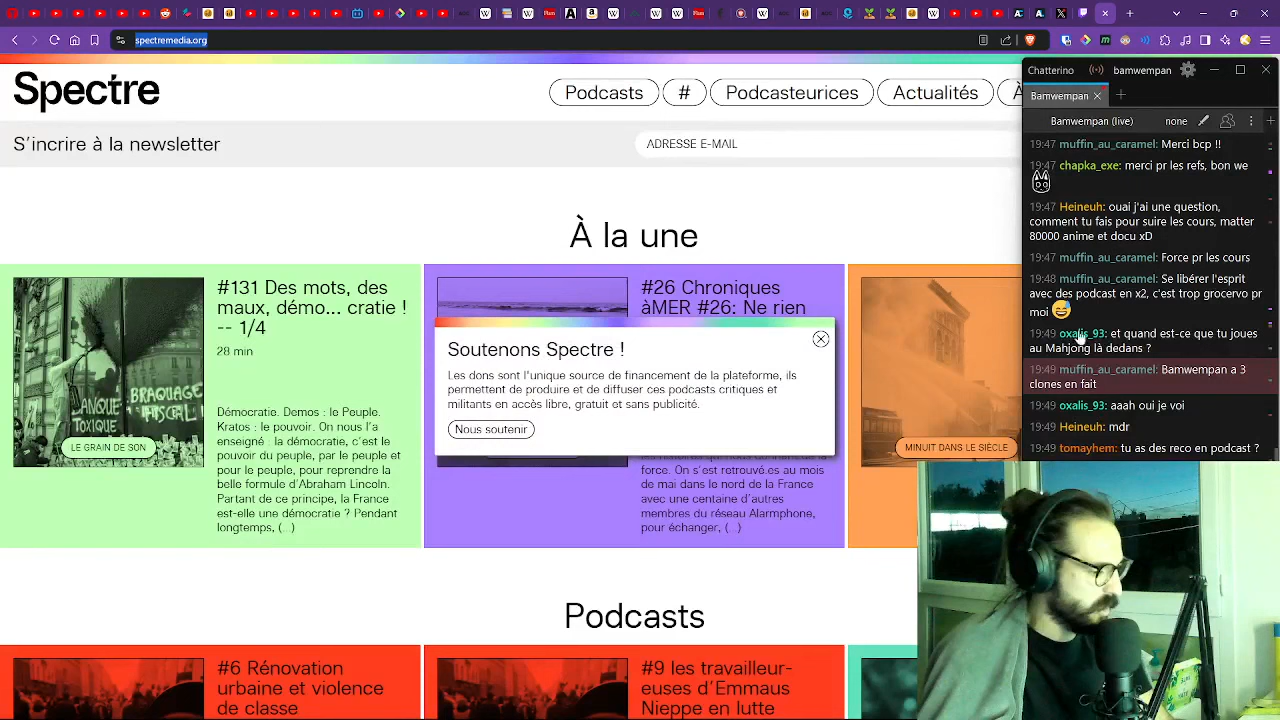 spectremedia.org
Spectre
Podcasts
#
Podcasteurices
Actualités
À
S'incrire à la newsletter
ADRESSE E-MAIL
À la une
#131 Des mots, des
maux, démo... cratie !
-- 1/4
28 min
BANQUE
TOXIQUE
BRAQUAGE
LE GRAIN DE SON
Démocratie. Demos : le Peuple.
Kratos : le pouvoir. On nous l'a
enseigné : la démocratie, c'est le
pouvoir du peuple, par le peuple et
pour le peuple, pour reprendre la
belle formule d'Abraham Lincoln.
Partant de ce principe, la France
est-elle une démocratie ? Pendant
longtemps, (...)
#26 Chroniques
àMER #26: Ne rien
Soutenons Spectre !
Les dons sont l'unique source de financement de la plateforme, ils
permettent de produire et de diffuser ces podcasts critiques et
militants en accès libre, gratuit et sans publicité.
Nous soutenir
force. On s'est retrouvé.es au mois
de mai dans le nord de la France
avec une centaine d'autres
membres du réseau Alarmphone,
pour échanger, (...)
MINUIT DANS LE SIÈCLE
Podcasts
#6 Rénovation
urbaine et violence
de classe
#9 les travailleur-
euses d'Emmaus
Nieppe en lutte
Chatterino
bamwempan
Bamwempan
Bamwempan (live)
none
19:47 muffin_au_caramel: Merci bcp !!
19:47 chapka_exe: merci pr les refs, bon we
19:47 Heineuh: ouai j'ai une question,
comment tu fais pour suire les cours, matter
80000 anime et docu xD
19:47 muffin_au_caramel: Force pr les cours
19:48 muffin_au_caramel: Se libérer l'esprit
avec des podcast en x2, c'est trop grocervo pr
moi
19:49 oxalis_93: et quand est-ce que tu joues
au Mahjong là dedans ?
19:49 muffin_au_caramel: Bamwempan a 3
clones en fait
19:49 oxalis_93: aaah oui je voi
19:49 Heineuh: mdr
19:49 tomayhem: tu as des reco en podcast ?